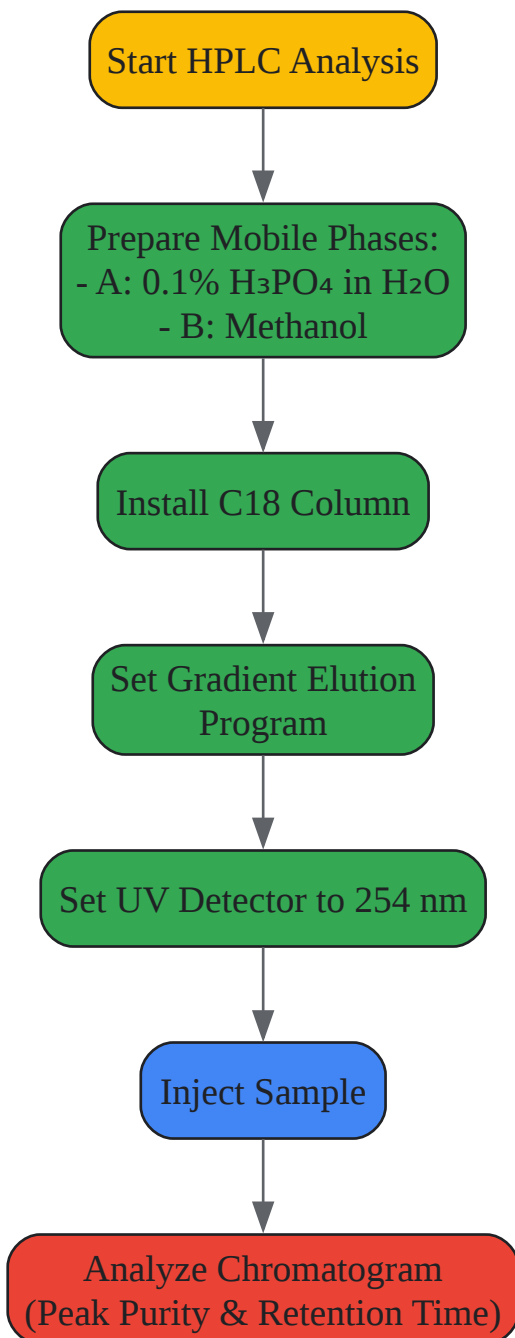 Start HPLC Analysis
Prepare Mobile Phases:
- A: 0.1% H₃PO₄ in H₂O
- B: Methanol
Install C18 Column
Set Gradient Elution
Program
Set UV Detector to 254 nm
Inject Sample
Analyze Chromatogram
(Peak Purity & Retention Time)